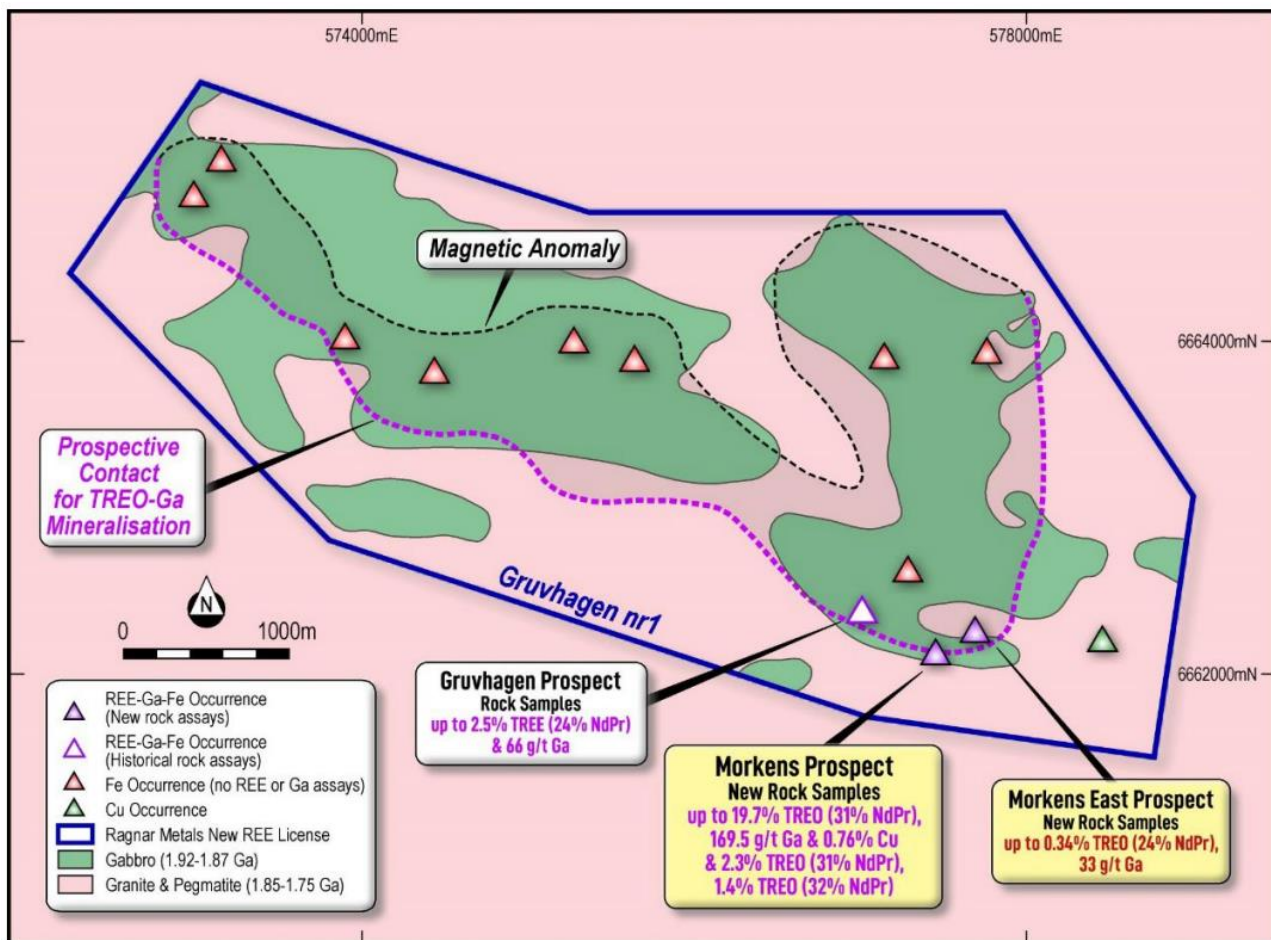 574000mE
578000mE
Magnetic Anomaly
6664000mN
Prospective
Contact
for TREO-Ga
Mineralisation
N
0
1000m
Gruvhagen nr1
6662000mN
Gruvhagen Prospect
Rock Samples
up to 2.5% TREE (24% NdPr)
& 66 g/t Ga
Morkens Prospect
New Rock Samples
up to 19.7% TREO (31% NdPr),
169.5 g/t Ga & 0.76% Cu
& 2.3% TREO (31% NdPr),
1.4% TREO (32% NdPr)
Morkens East Prospect
New Rock Samples
up to 0.34% TREO (24% NdPr),
33 g/t Ga
REE-Ga-Fe Occurrence
(New rock assays)
REE-Ga-Fe Occurrence
(Historical rock assays)
Fe Occurrence (no REE or Ga assays)
Cu Occurrence
Ragnar Metals New REE License
Gabbro (1.92-1.87 Ga)
Granite & Pegmatite (1.85-1.75 Ga)